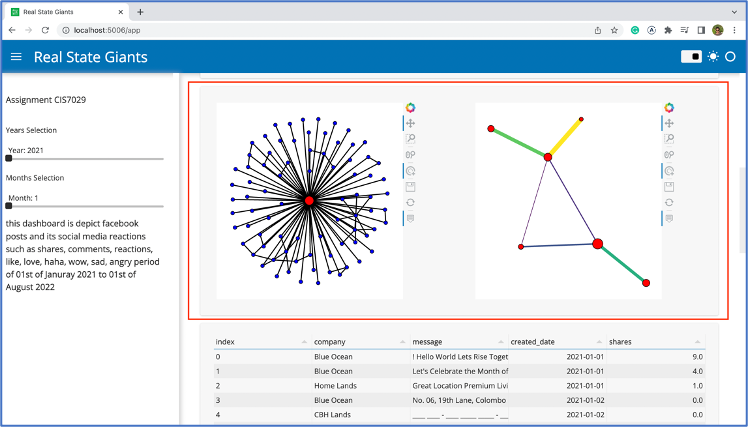 Real State Giants
localhost:5006/app
Real State Giants
Assignment CIS7029
Years Selection
Year: 2021
Months Selection
Month: 1
this dashboard is depict facebook
posts and its social media reactions
such as shares, comments, reactions,
like, love, haha, wow, sad, angry period
of 01st of Januray 2021 to 01st of
August 2022
index company message created_date shares
0 Blue Ocean ! Hello World Lets Rise Toget 2021-01-01 9.0
1 Blue Ocean Let's Celebrate the Month of 2021-01-01 4.0
2 Home Lands Great Location Premium Livi 2021-01-01 1.0
3 Blue Ocean No. 06, 19th Lane, Colombo 2021-01-02 0.0
4 CBH Lands ____ ____ - ____ _____ _____ - ___ 2021-01-02 0.0